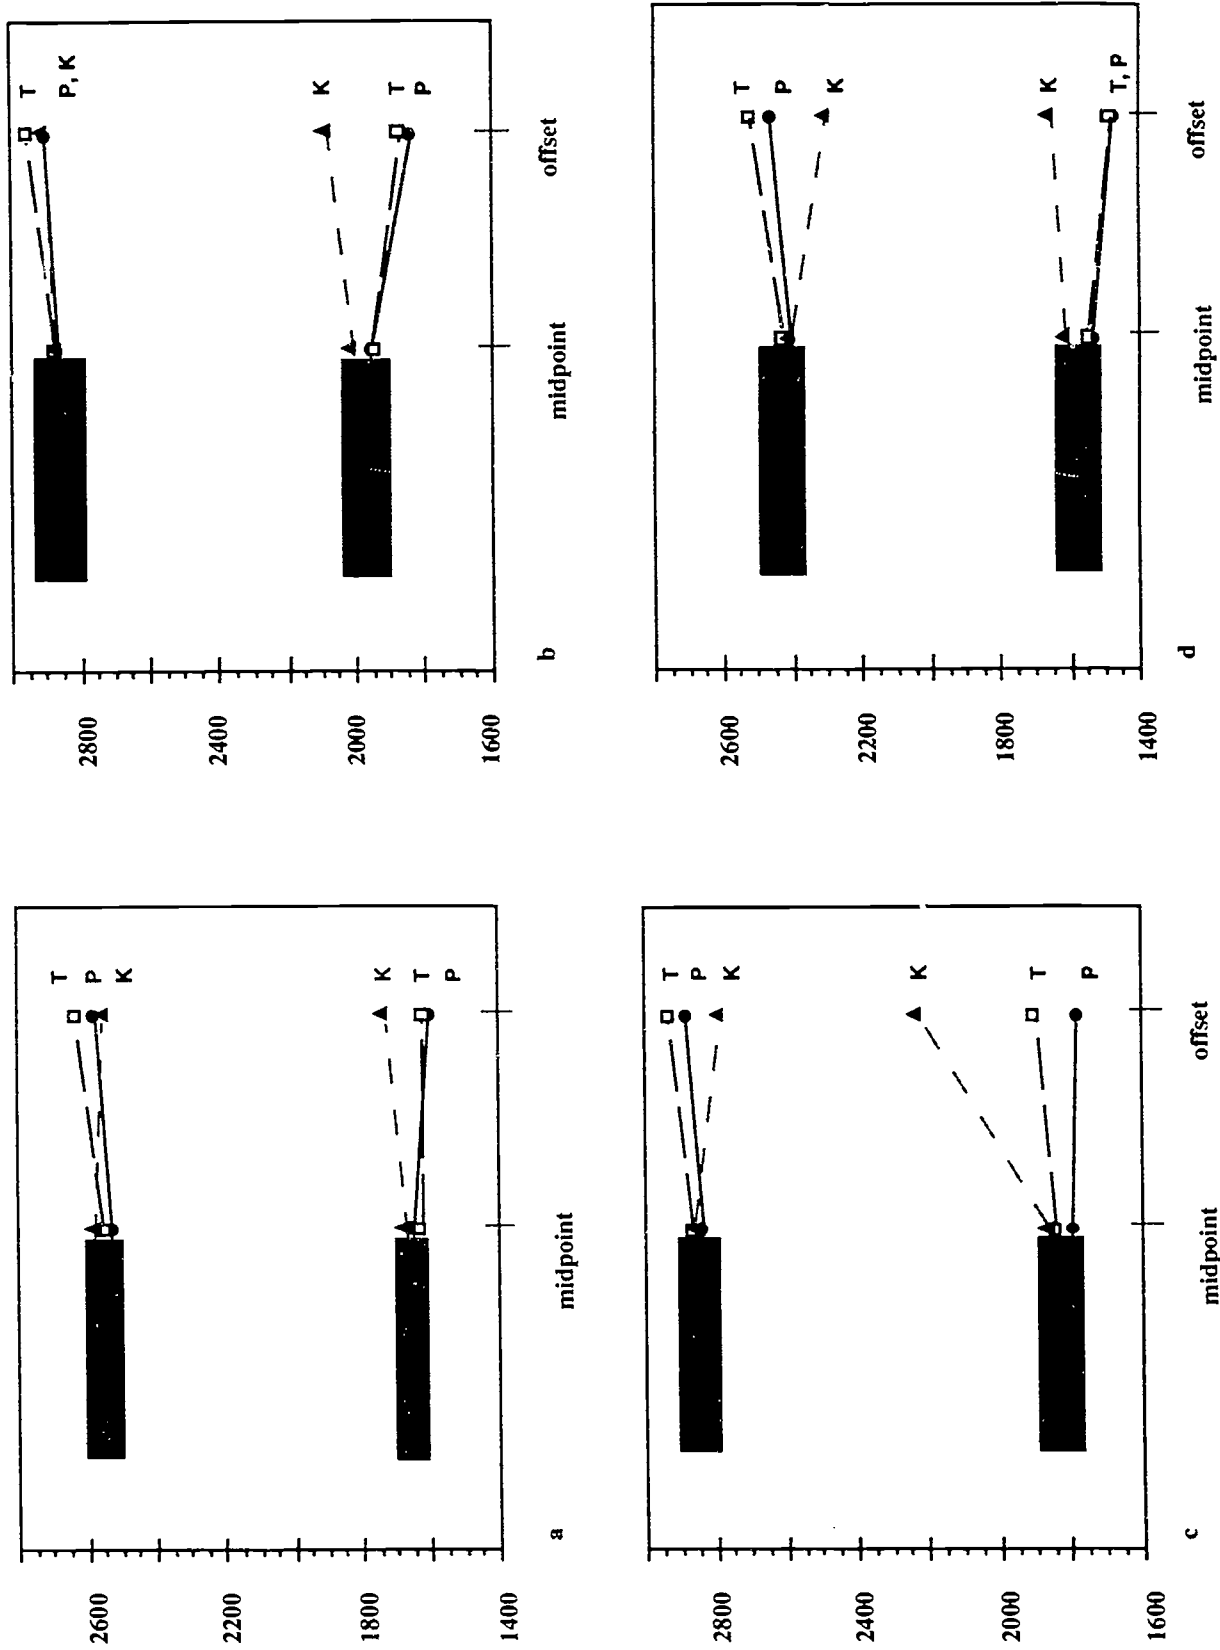 T
P, K
K
T
P
2800
2400
2000
1600
b
midpoint
offset
T
P
K
K
T, P
2600
2200
1800
1400
d
midpoint
offset
T
P
K
K
T
P
2600
2200
1800
1400
a
midpoint
offset
T
P
K
K
T
P
2800
2400
2000
1600
c
midpoint
offset